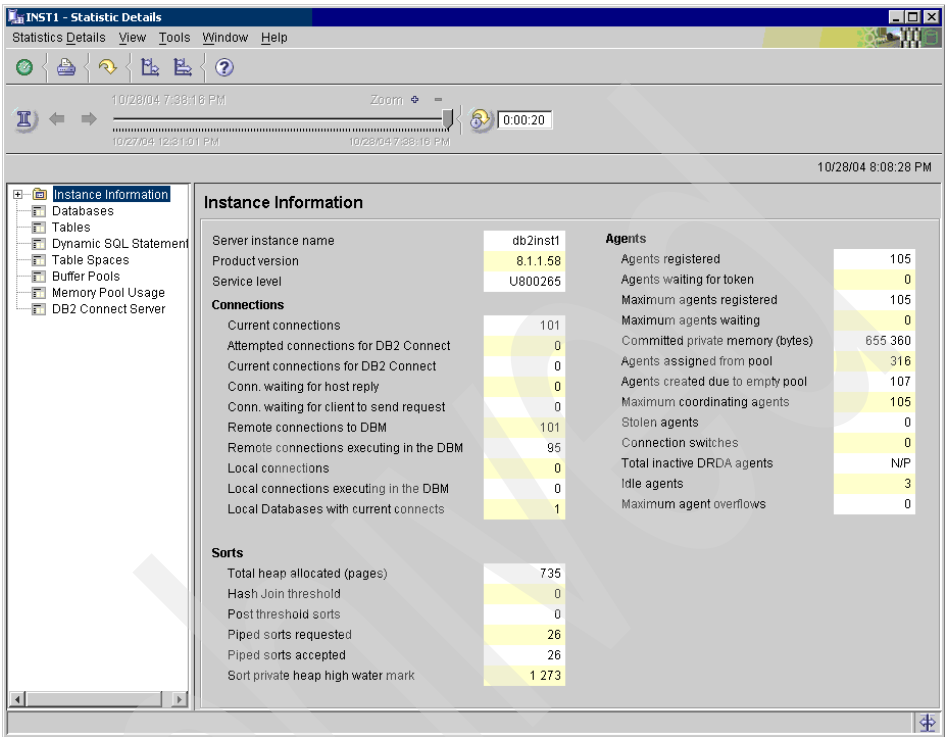 INST1 - Statistic Details
Statistics Details View Tools Window Help
10/28/04 7:38:16 PM Zoom
0:00:20
10/27/04 12:31:01 PM 10/28/04 7:38:16 PM
10/28/04 8:08:28 PM
Instance Information
Databases
Tables
Dynamic SQL Statement
Table Spaces
Buffer Pools
Memory Pool Usage
DB2 Connect Server
Instance Information
Server instance name db2inst1
Product version 8.1.1.58
Service level U800265
Connections
Current connections 101
Attempted connections for DB2 Connect 0
Current connections for DB2 Connect 0
Conn. waiting for host reply 0
Conn. waiting for client to send request 0
Remote connections to DBM 101
Remote connections executing in the DBM 95
Local connections 0
Local connections executing in the DBM 0
Local Databases with current connects 1
Sorts
Total heap allocated (pages) 735
Hash Join threshold 0
Post threshold sorts 0
Piped sorts requested 26
Piped sorts accepted 26
Sort private heap high water mark 1 273
Agents
Agents registered 105
Agents waiting for token 0
Maximum agents registered 105
Maximum agents waiting 0
Committed private memory (bytes) 655 360
Agents assigned from pool 316
Agents created due to empty pool 107
Maximum coordinating agents 105
Stolen agents 0
Connection switches 0
Total inactive DRDA agents N/P
Idle agents 3
Maximum agent overflows 0